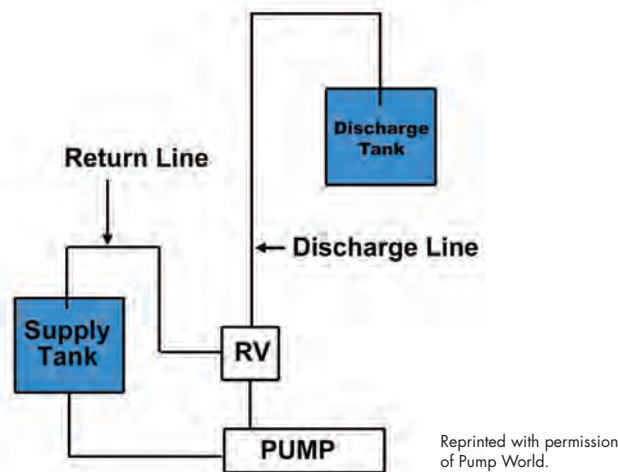 Discharge
Tank
Return Line
Discharge Line
Supply
Tank
RV
PUMP
Reprinted with permission
of Pump World.